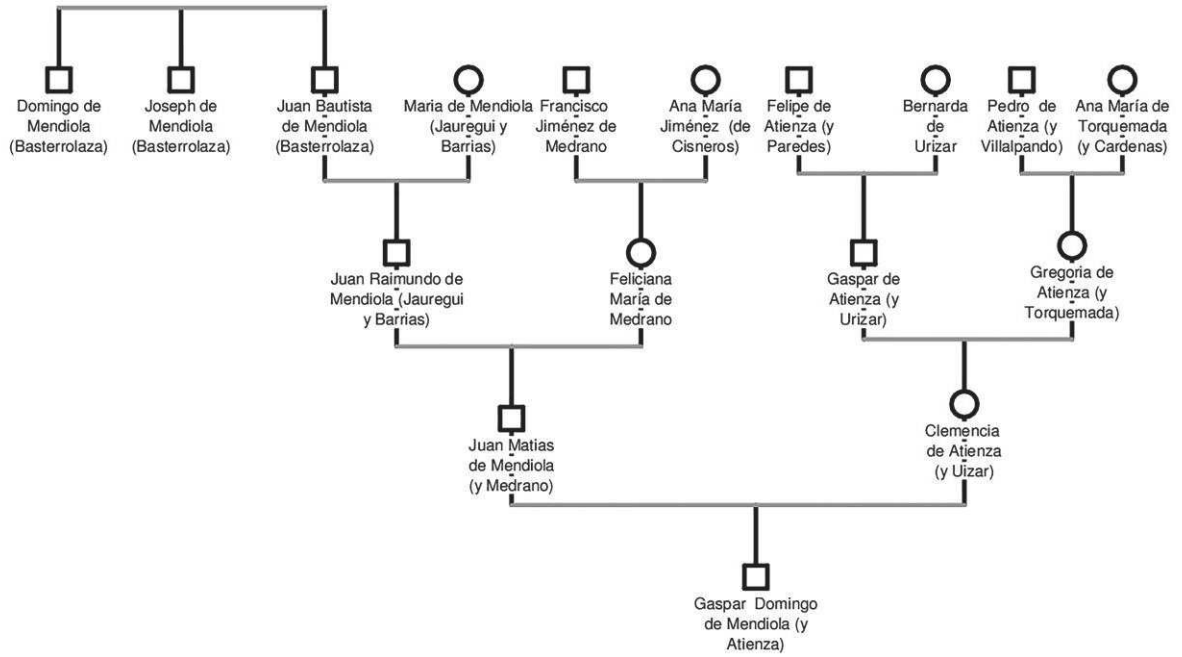 Domingo de
Mendiola
(Basterrolaza)
Joseph de
Mendiola
(Basterrolaza)
Juan Bautista
de Mendiola
(Basterrolaza)
Maria de Mendiola
(Jauregui y
Barrias)
Francisco
Jiménez de
Medrano
Ana María
Jiménez (de
Cisneros)
Felipe de
Atienza (y
Paredes)
Bernarda
de
Urizar
Pedro de
Atienza (y
Villalpando)
Ana María de
Torquemada
(y Cardenas)
Juan Raimundo de
Mendiola (Jauregui
y Barrias)
Feliciana
María de
Medrano
Gaspar de
Atienza (y
Urizar)
Gregoria de
Atienza (y
Torquemada)
Juan Matias
de Mendiola
(y Medrano)
Clemencia
de Atienza
(y Uizar)
Gaspar Domingo
de Mendiola (y
Atienza)